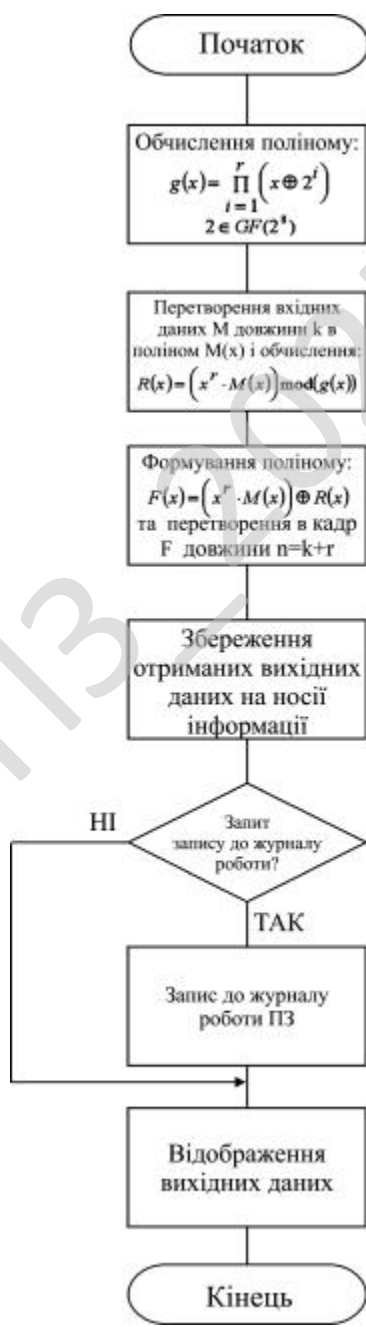 Початок
Обчислення поліному:
g(x)= ∏ (x⊕2^i)
r
i=1
2∈GF(2^8)
Перетворення вхідних
даних М довжини k в
поліном M(x) і обчислення:
R(x)=(x^r·M(x))mod(g(x))
Формування поліному:
F(x)=(x^r·M(x))⊕R(x)
та перетворення в кадр
F довжини n=k+r
Збереження
отриманих вихідних
даних на носії
інформації
НІ
Запит
запису до журналу
роботи?
ТАК
Запис до журналу
роботи ПЗ
Відображення
вихідних даних
Кінець